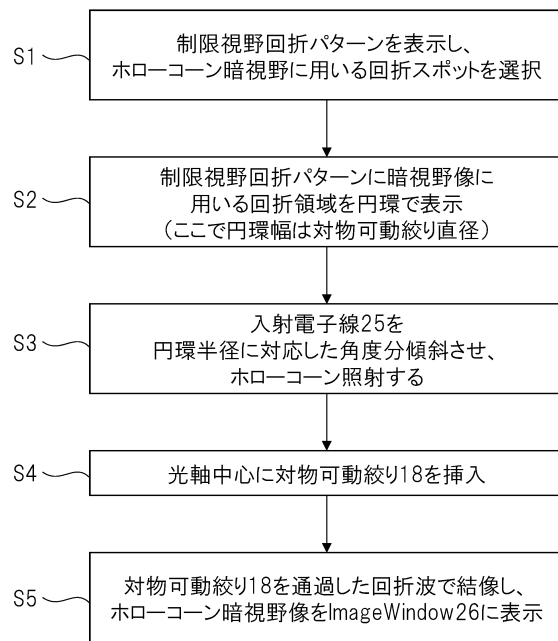 S1
制限視野回折パターンを表示し、
ホローコーン暗視野に用いる回折スポットを選択
S2
制限視野回折パターンに暗視野像に
用いる回折領域を円環で表示
(ここで円環幅は対物可動絞り直径)
S3
入射電子線25を
円環半径に対応した角度分傾斜させ、
ホローコーン照射する
S4
光軸中心に対物可動絞り18を挿入
S5
対物可動絞り18を通過した回折波で結像し、
ホローコーン暗視野像をImageWindow26に表示